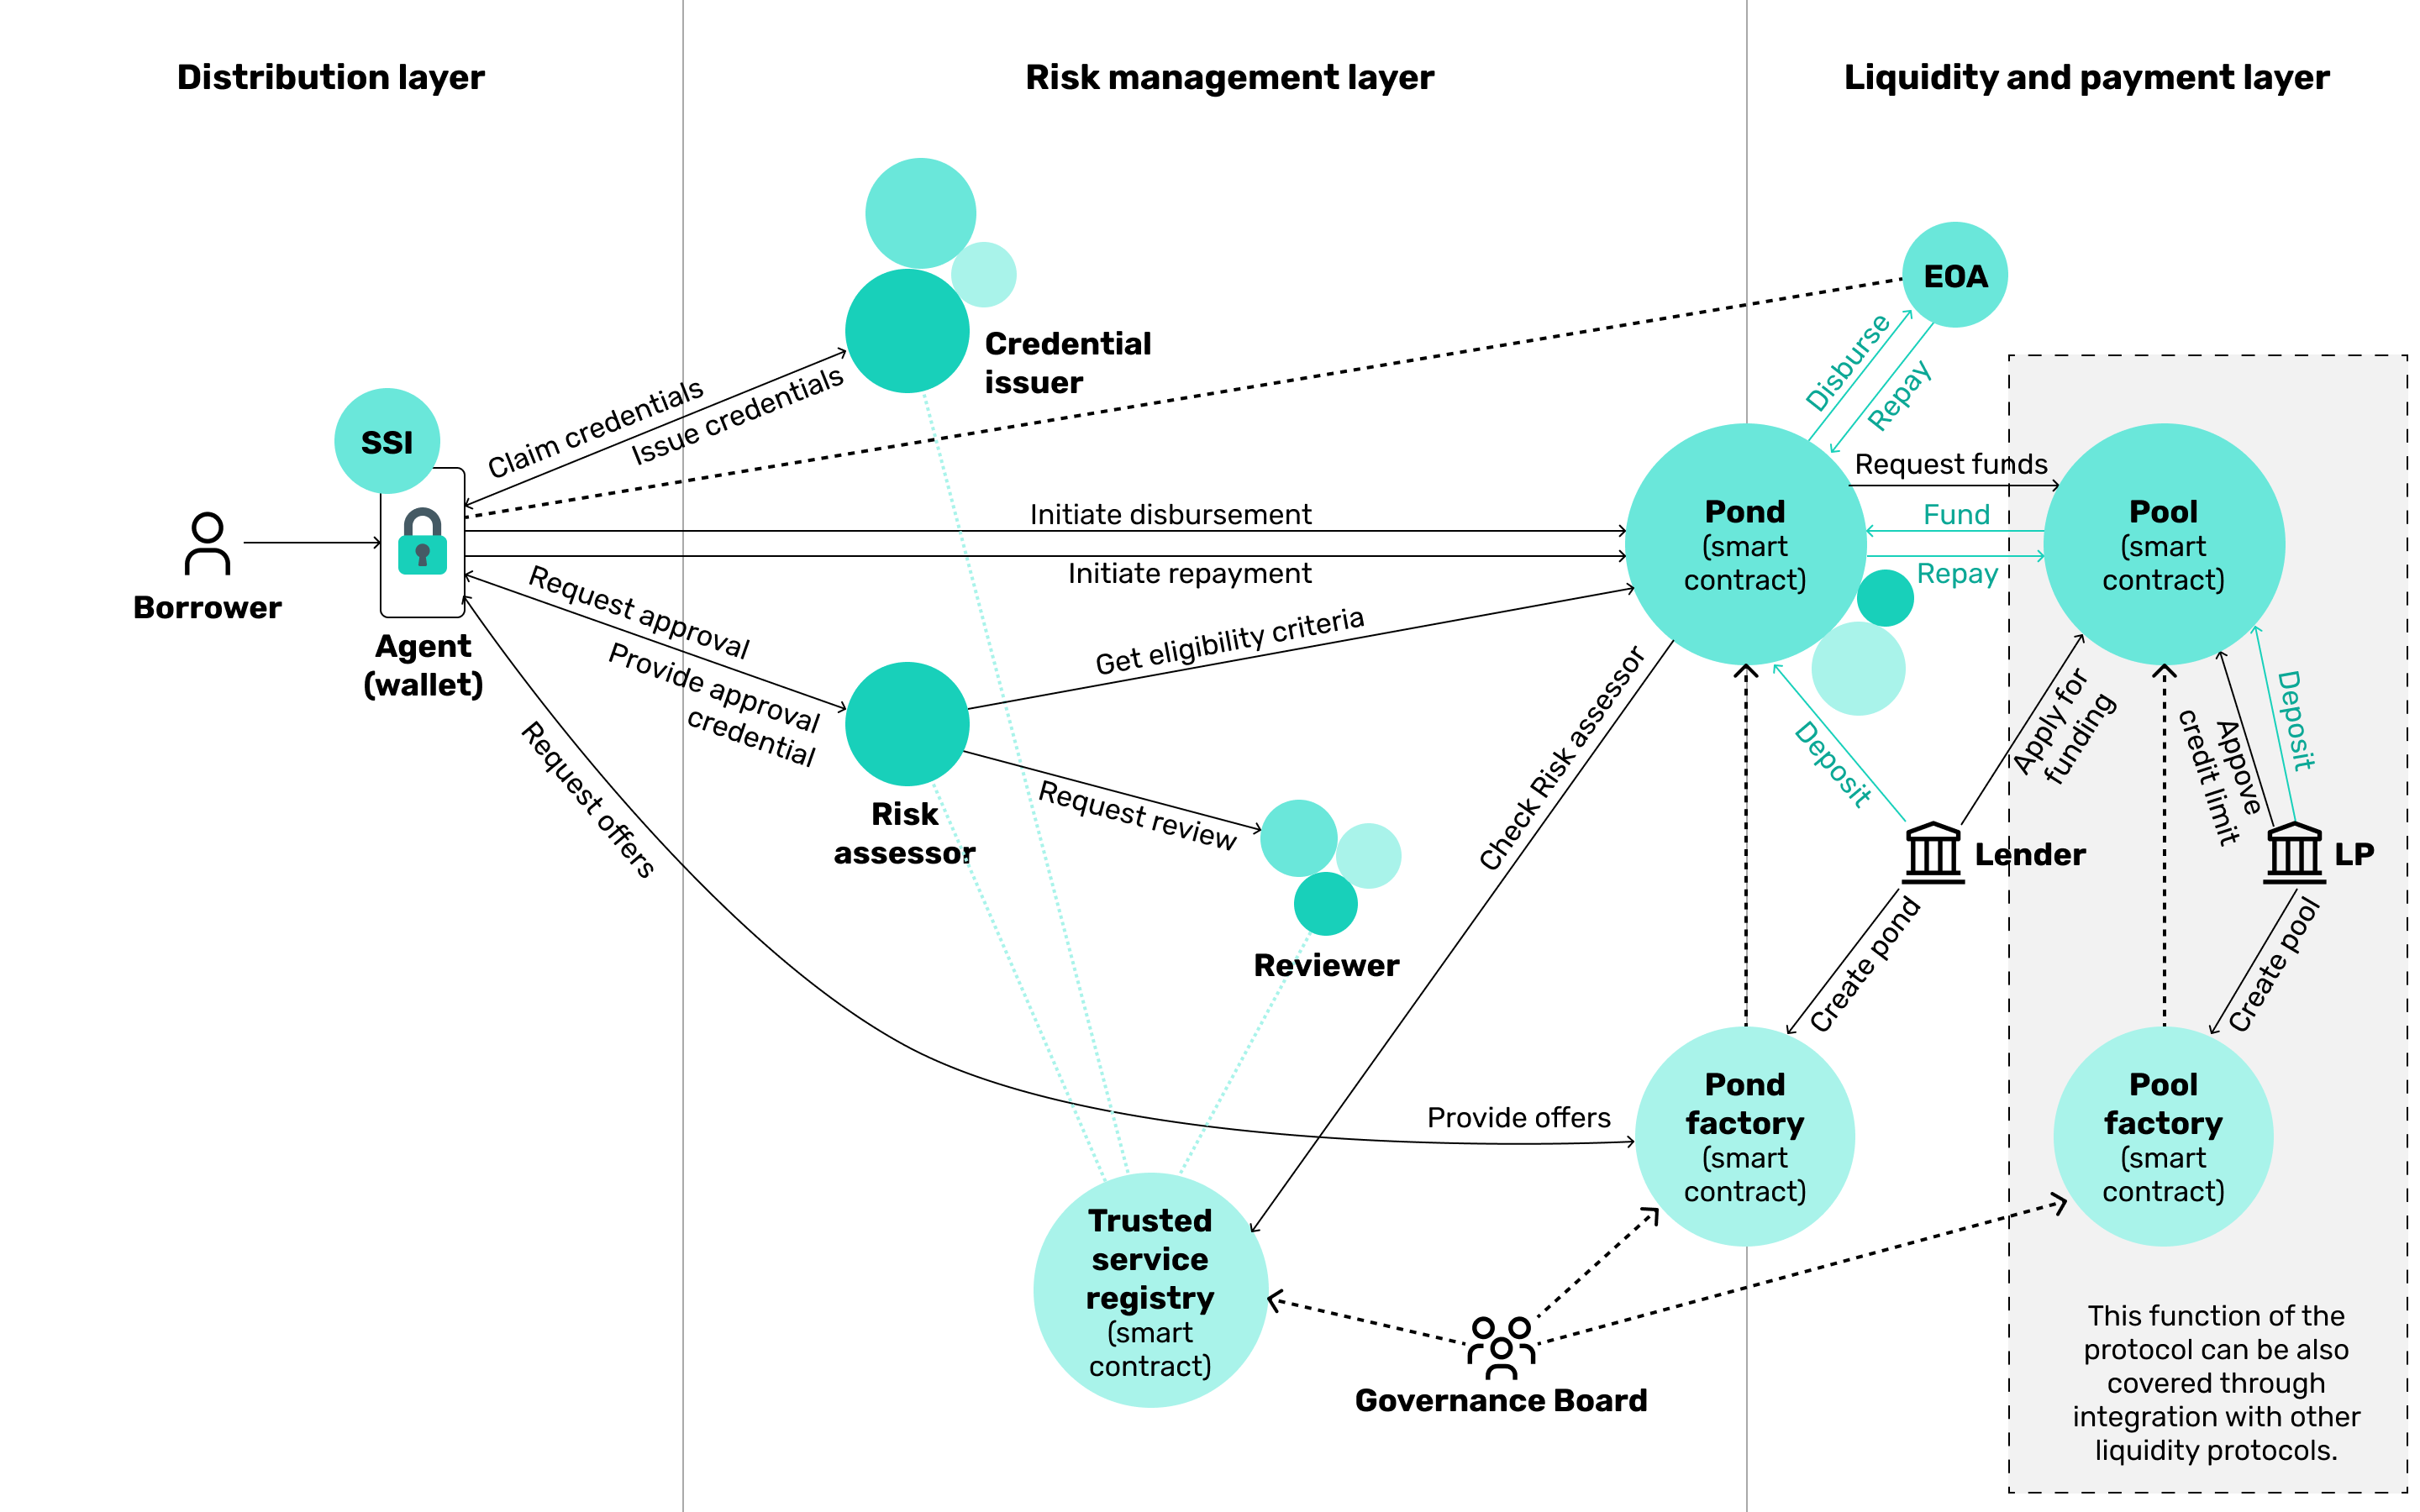 Distribution layer
Risk management layer
Liquidity and payment layer
EOA
Credential
issuer
Disburse
Repay
Claim credentials
Issue credentials
SSI
Request funds
Initiate disbursement
Pond
(smart
contract)
Fund
Pool
(smart
contract)
Initiate repayment
Repay
Borrower
Agent
(wallet)
Request approval
Provide approval
credential
Get eligibility criteria
Request offers
Risk
assessor
Request review
Check Risk assessor
Deposit
Apply for
funding
Appove
credit limit
Deposit
Lender
LP
Reviewer
Create pond
Create pool
Provide offers
Pond
factory
(smart
contract)
Pool
factory
(smart
contract)
Trusted
service
registry
(smart
contract)
Governance Board
This function of the
protocol can be also
covered through
integration with other
liquidity protocols.